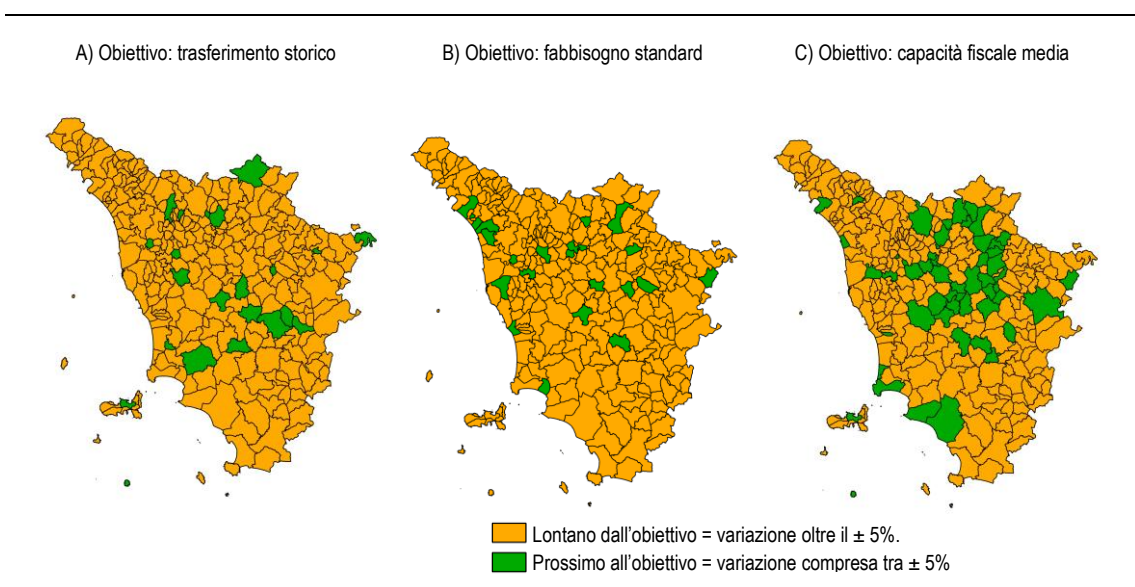 A) Obiettivo: trasferimento storico
B) Obiettivo: fabbisogno standard
C) Obiettivo: capacità fiscale media
Lontano dall'obiettivo = variazione oltre il ± 5%.
Prossimo all'obiettivo = variazione compresa tra ± 5%